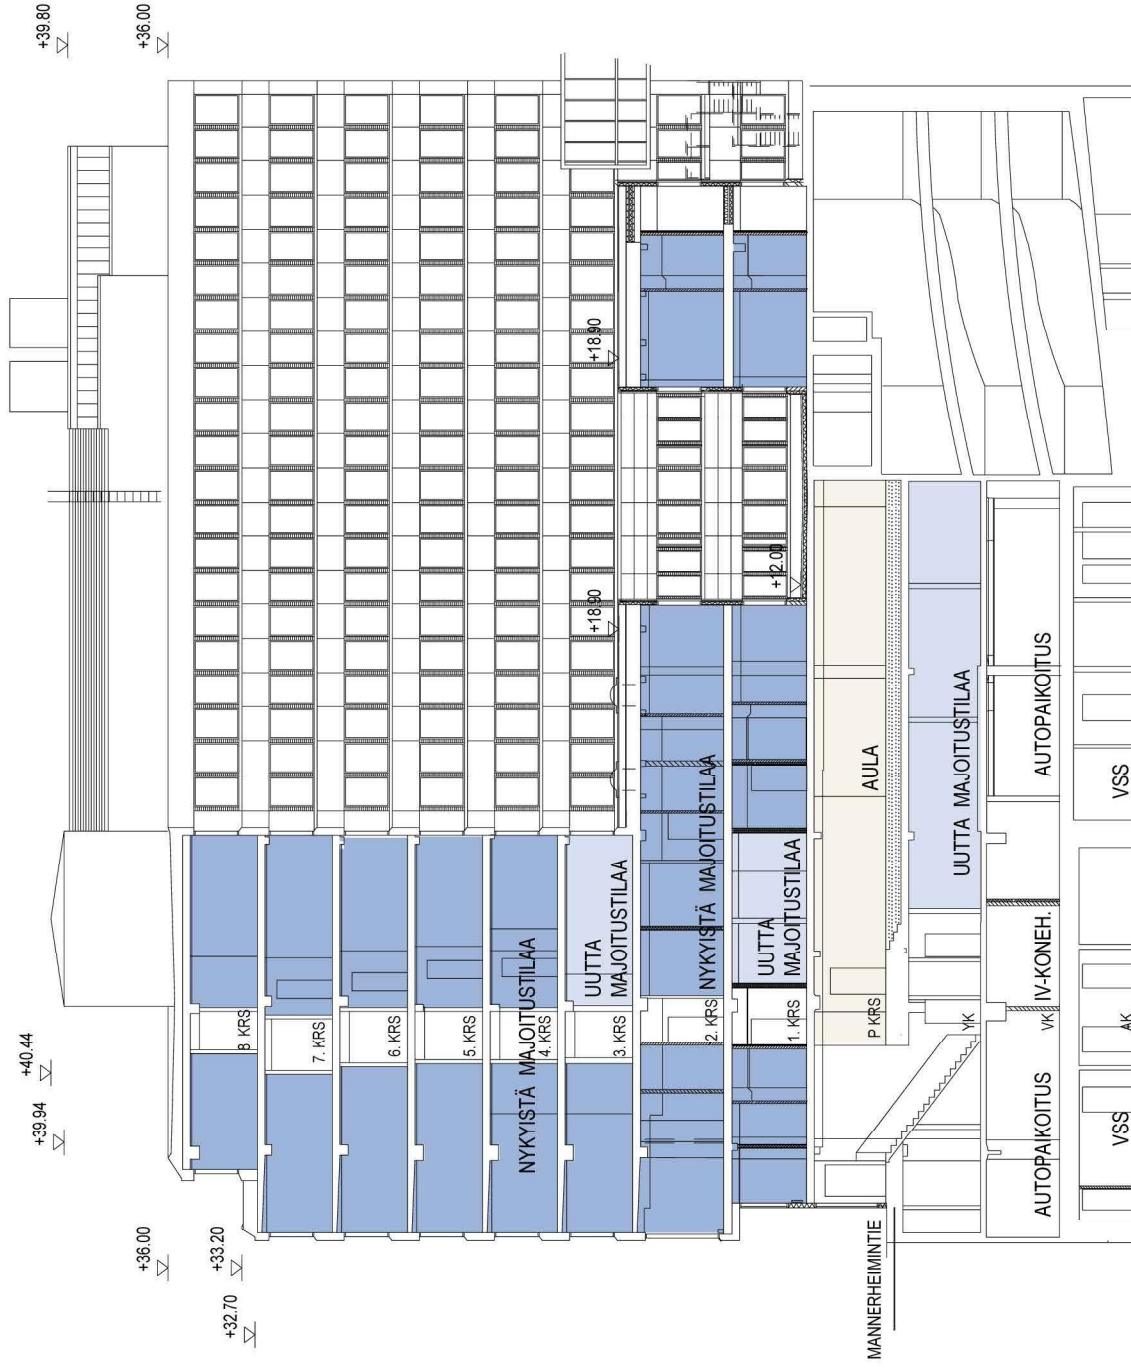 +39.80
+36.00
+18.90
+18.90
+12.00
UUTTA
MAJOITUSTILAA
NYKYISTÄ MAJOITUSTILAA
UUTTA
MAJOITUSTILAA
AULA
UUTTA MAJOITUSTILAA
AUTOPAIKOITUS
VSS
NYKYISTÄ MAJOITUSTILAA
8. KRS
7. KRS
6. KRS
5. KRS
4. KRS
3. KRS
2. KRS
1. KRS
P KRS
YK
VK
AK
IV-KONEH.
AUTOPAIKOITUS
VSS
+40.44
+39.94
+36.00
+33.20
+32.70
MANNERHEIMINTIE